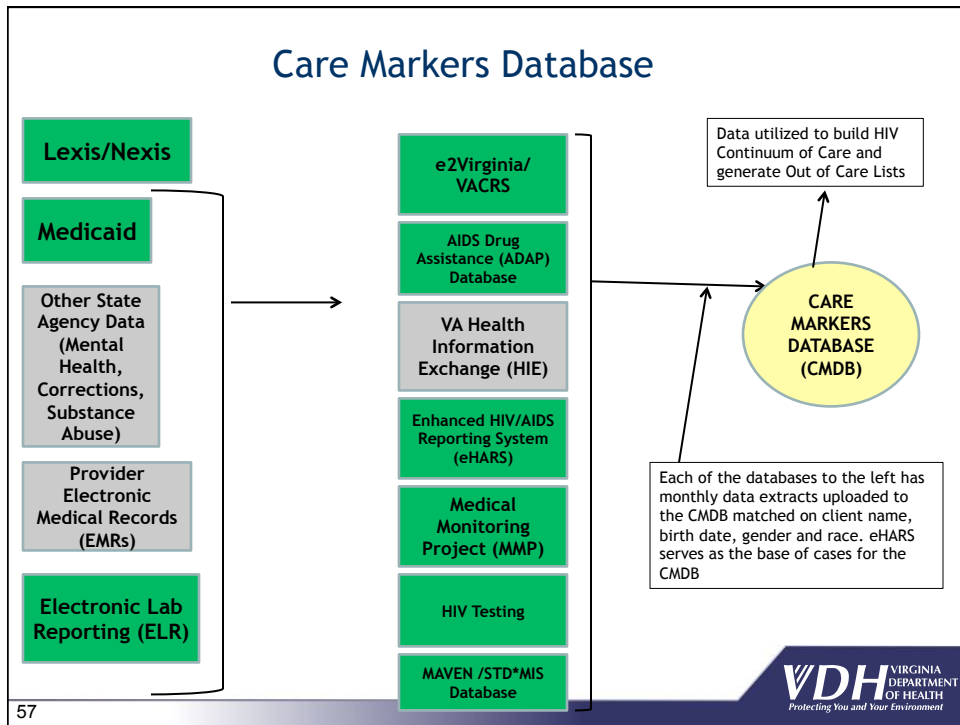 Care Markers Database
Lexis/Nexis
Medicaid
Other State
Agency Data
(Mental
Health,
Corrections,
Substance
Abuse)
Provider
Electronic
Medical Records
(EMRs)
Electronic Lab
Reporting (ELR)
e2Virginia/
VACRS
AIDS Drug
Assistance (ADAP)
Database
VA Health
Information
Exchange (HIE)
Enhanced HIV/AIDS
Reporting System
(eHARS)
Medical
Monitoring
Project (MMP)
HIV Testing
MAVEN /STD*MIS
Database
Data utilized to build HIV
Continuum of Care and
generate Out of Care Lists
CARE
MARKERS
DATABASE
(CMDB)
Each of the databases to the left has
monthly data extracts uploaded to
the CMDB matched on client name,
birth date, gender and race. eHARS
serves as the base of cases for the
CMDB
VDH VIRGINIA
DEPARTMENT
OF HEALTH
Protecting You and Your Environment
57